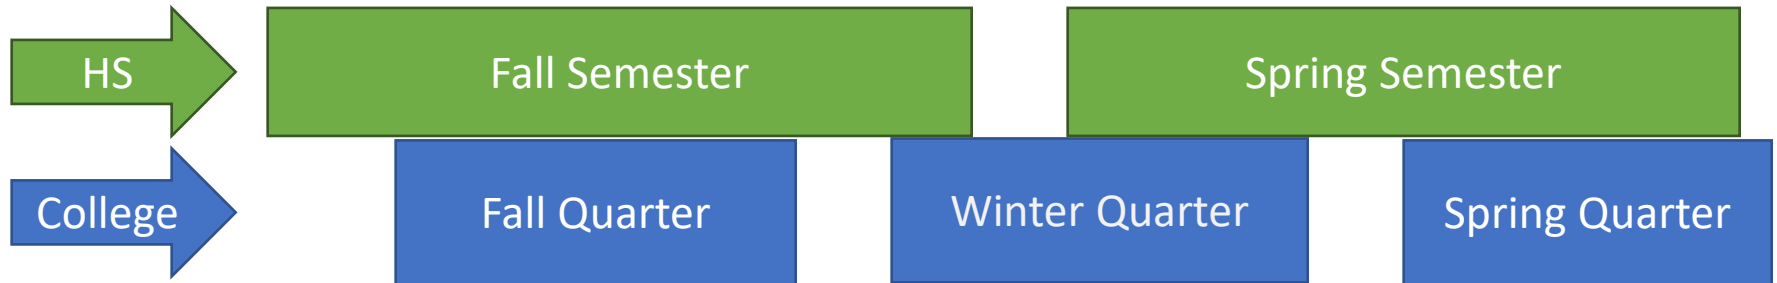 HS
Fall Semester
Spring Semester
College
Fall Quarter
Winter Quarter
Spring Quarter